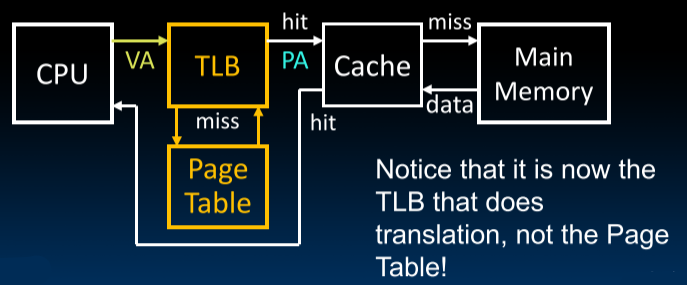 hit
miss
CPU
VA
TLB
PA
Cache
Main
Memory
miss
hit
data
Page
Table
Notice that it is now the
TLB that does
translation, not the Page
Table!